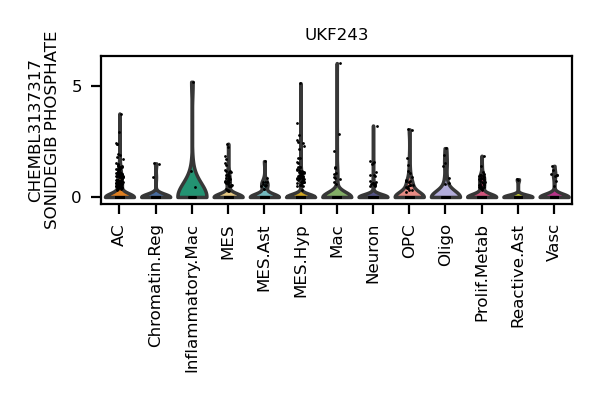 UKF243
CHEMBL3137317
SONIDEGIB PHOSPHATE
5
0
AC
Chromatin.Reg
Inflammatory.Mac
MES
MES.Ast
MES.Hyp
Mac
Neuron
OPC
Oligo
Prolif.Metab
Reactive.Ast
Vasc